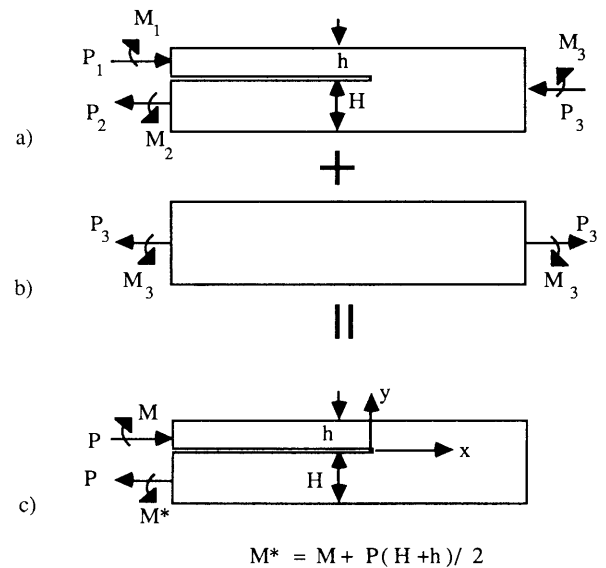 M1
P1
h
M3
P2
H
M2
P3
a)
+
P3
P3
M3
M3
b)
=
M
y
P
h
x
P
H
M*
c)
M* = M+ P(H+h)/ 2